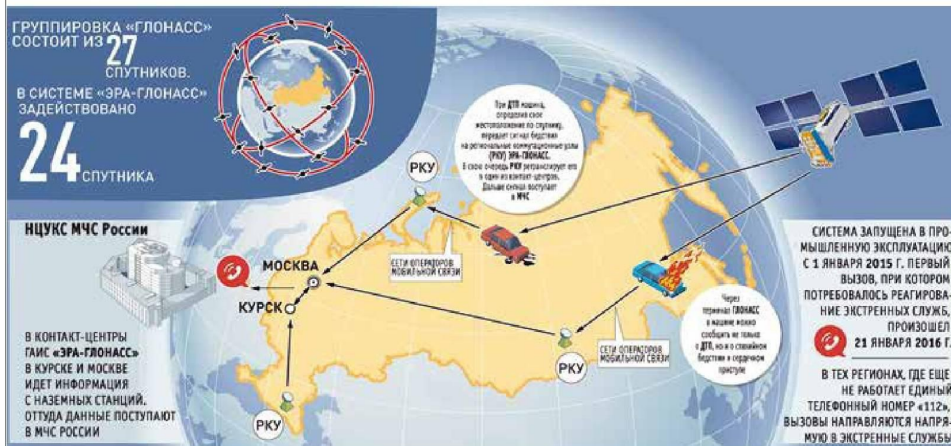 ГРУППИРОВКА «ГЛОНАСС»
СОСТОИТ ИЗ 27
СПУТНИКОВ.
В СИСТЕМЕ «ЭРА-ГЛОНАСС»
ЗАДЕЙСТВОВАНО
24 СПУТНИКА
При ДТП машина,
определив свое
местоположение по спутнику,
передает сигнал бедствия
на региональные коммутационные узлы
(РКУ) ЭРА-ГЛОНАСС.
В свою очередь РКУ ретранслирует его
в один из контакт-центров.
Дальше сигнал поступает
в МЧС
РКУ
СЕТИ ОПЕРАТОРОВ
МОБИЛЬНОЙ СВЯЗИ
НЦУКС МЧС России
МОСКВА
КУРСК
В КОНТАКТ-ЦЕНТРЫ
ГАИС «ЭРА-ГЛОНАСС»
В КУРСКЕ И МОСКВЕ
ИДЕТ ИНФОРМАЦИЯ
С НАЗЕМНЫХ СТАНЦИЙ.
ОТТУДА ДАННЫЕ ПОСТУПАЮТ
В МЧС РОССИИ
РКУ
РКУ
СЕТИ ОПЕРАТОРОВ
МОБИЛЬНОЙ СВЯЗИ
Через
терминал ГЛОНАСС
в машине можно
сообщить не только
о ДТП, но и о стихийном
бедствии и сердечном
приступе
СИСТЕМА ЗАПУЩЕНА В ПРО-
МЫШЛЕННУЮ ЭКСПЛУАТАЦИЮ
С 1 ЯНВАРЯ 2015 Г. ПЕРВЫЙ
ВЫЗОВ, ПРИ КОТОРОМ
ПОТРЕБОВАЛОСЬ РЕАГИРОВА-
НИЕ ЭКСТРЕННЫХ СЛУЖБ,
ПРОИЗОШЕЛ
21 ЯНВАРЯ 2016 Г.
В ТЕХ РЕГИОНАХ, ГДЕ ЕЩЕ
НЕ РАБОТАЕТ ЕДИНЫЙ
ТЕЛЕФОННЫЙ НОМЕР «112»,
ВЫЗОВЫ НАПРАВЛЯЮТСЯ НАПРЯ-
МУЮ В ЭКСТРЕННЫЕ СЛУЖБЫ